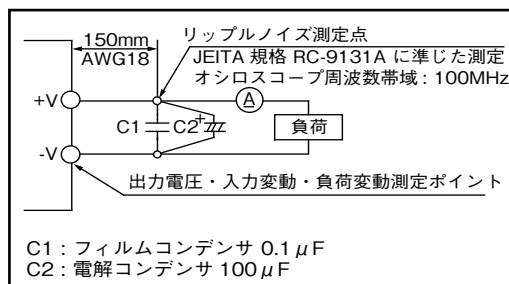 リップルノイズ測定点
150mm
AWG18
JEITA 規格 RC-9131A に準じた測定
オシロスコープ周波数帯域 : 100MHz
+V
A
C1
C2
+
負荷
-V
出力電圧・入力変動・負荷変動測定ポイント
C1 : フィルムコンデンサ 0.1 μF
C2 : 電解コンデンサ 100 μF